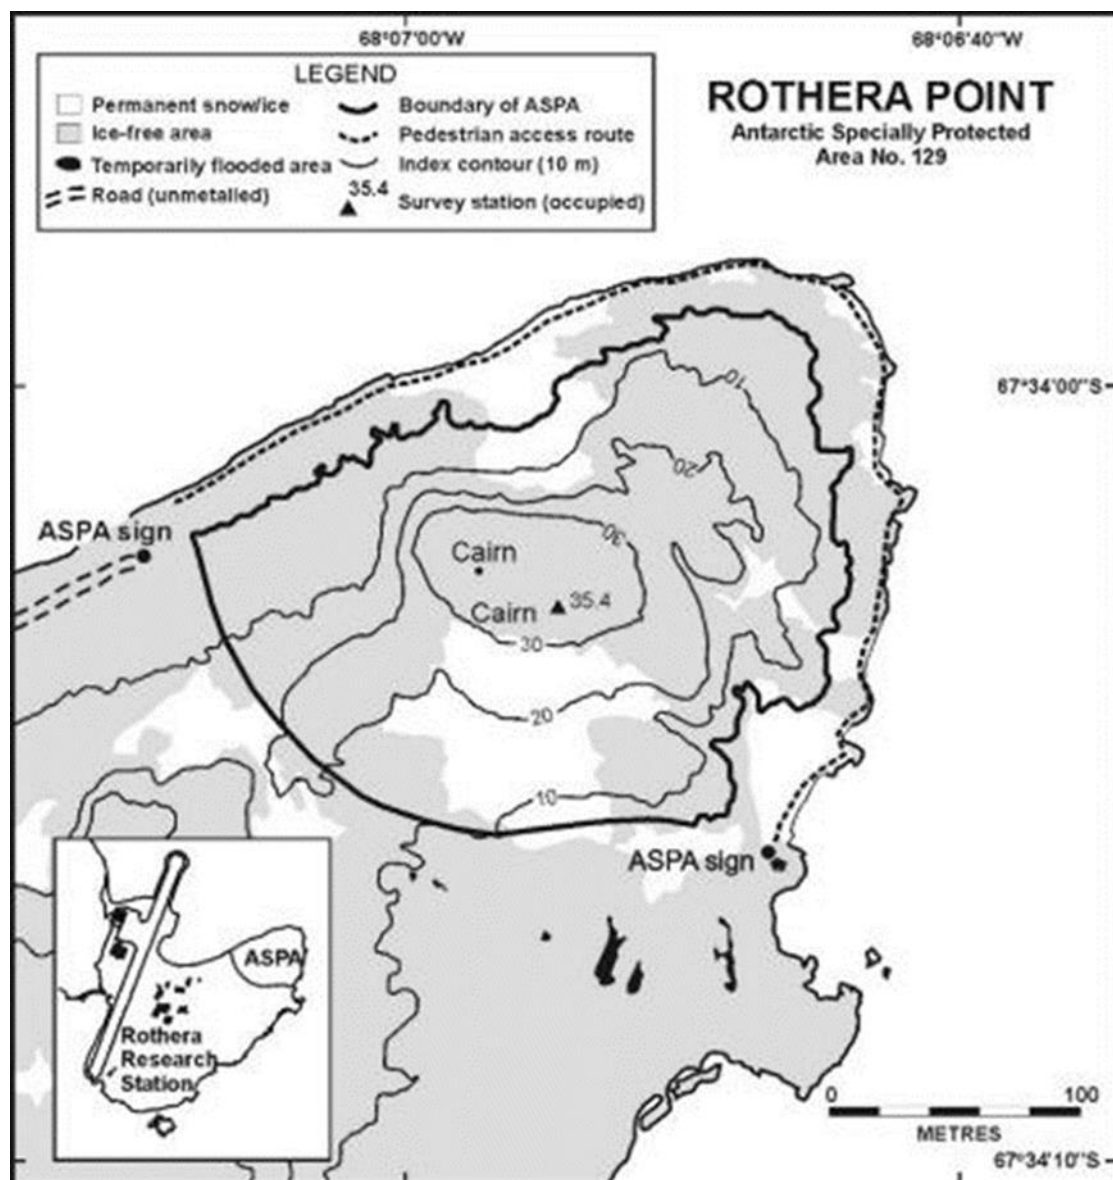 68°07'00"W
68°06'40"W
LEGEND
Permanent snow/ice
Ice-free area
Temporarily flooded area
Road (unmetalled)
Boundary of ASPA
Pedestrian access route
Index contour (10 m)
35.4
Survey station (occupied)
ROTHERA POINT
Antarctic Specially Protected
Area No. 129
67°34'00"S
10
20
30
ASPA sign
Cairn
Cairn
35.4
30
20
10
ASPA sign
ASPA
Rothera
Research
Station
0
100
METRES
67°34'10"S